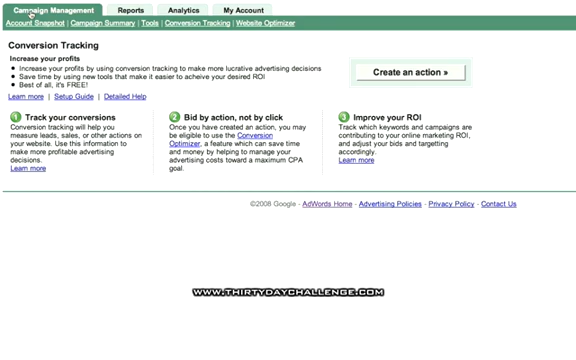 Campaign Management Reports Analytics My Account
Account Snapshot | Campaign Summary | Tools | Conversion Tracking | Website Optimizer
Conversion Tracking
Increase your profits
Increase your profits by using conversion tracking to make more lucrative advertising decisions
Save time by using new tools that make it easier to acheive your desired ROI
Best of all, it's FREE!
Create an action »
Learn more | Setup Guide | Detailed Help
1 Track your conversions
Conversion tracking will help you
measure leads, sales, or other actions on
your website. Use this information to
make more profitable advertising
decisions.
Learn more
2 Bid by action, not by click
Once you have created an action, you may
be eligible to use the Conversion
Optimizer, a feature which can save time
and money by helping to manage your
advertising costs toward a maximum CPA
goal.
3 Improve your ROI
Track which keywords and campaigns are
contributing to your online marketing ROI,
and adjust your bids and targeting
accordingly.
Learn more
©2008 Google - AdWords Home - Advertising Policies - Privacy Policy - Contact Us
WWW.THIRTYDAYCHALLENGE.COM